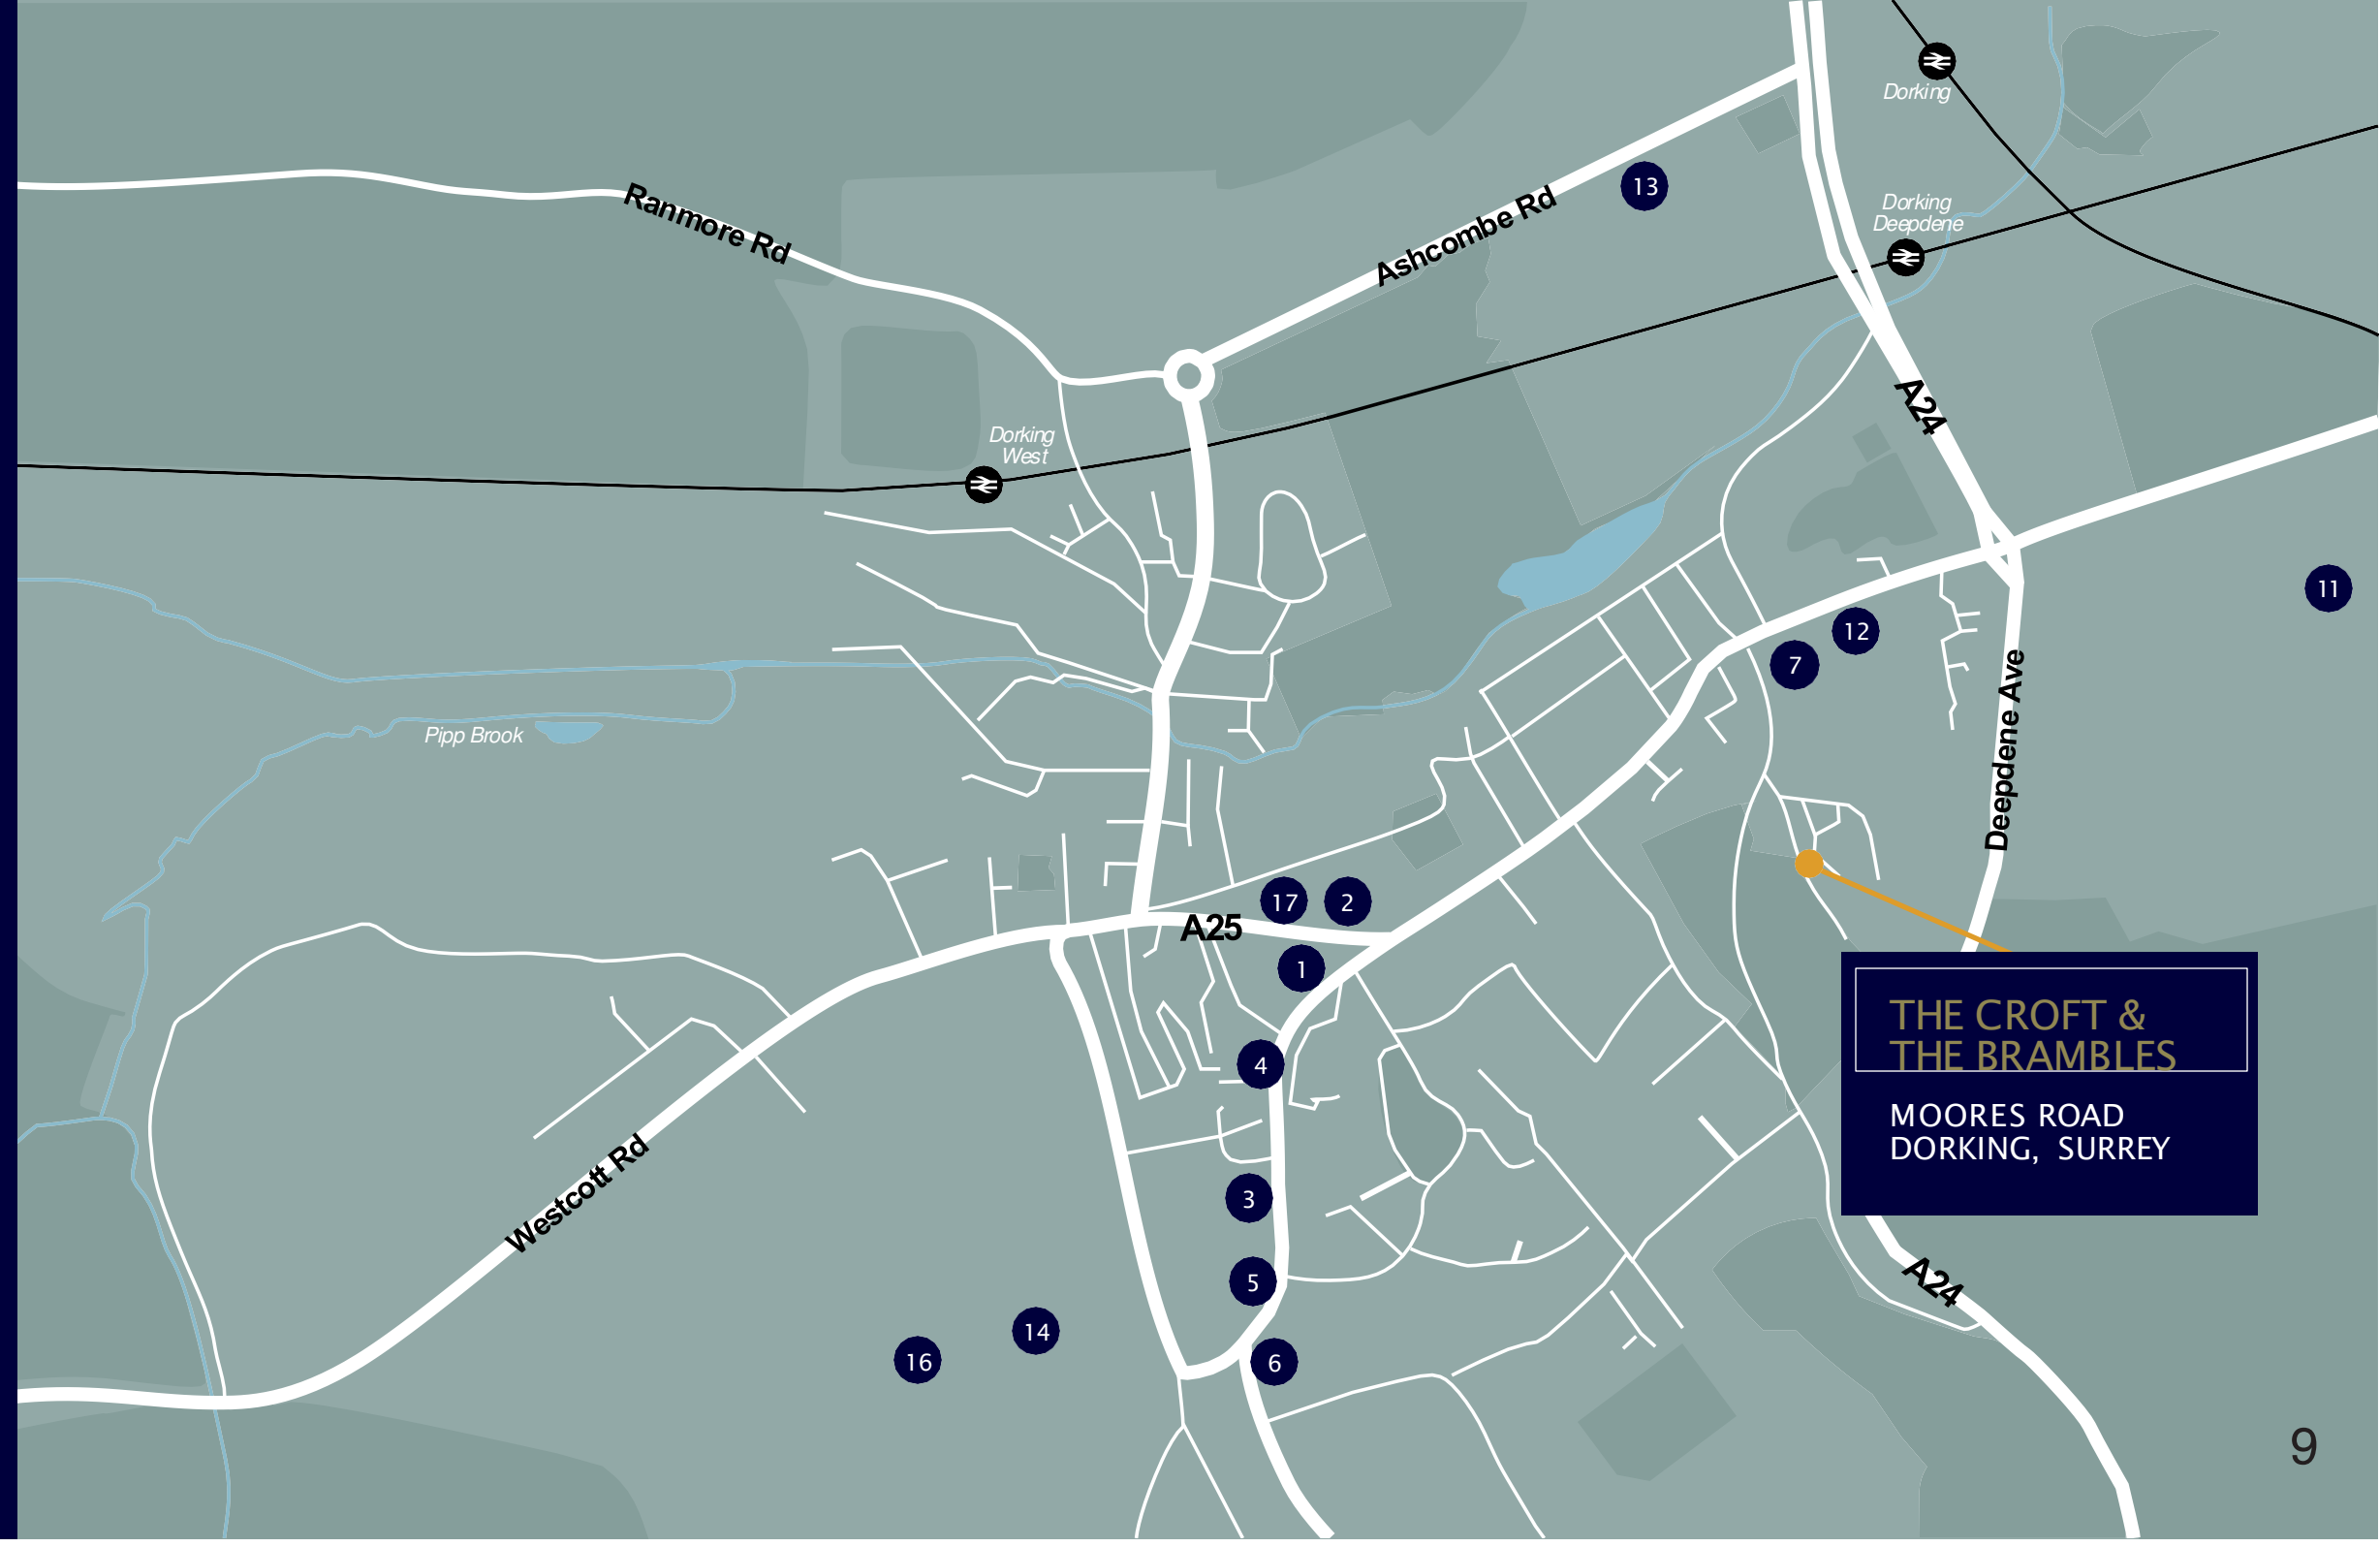 Dorking
Ranmore Rd
Ashcombe Rd
13
Dorking
Deepdene
A24
Dorking
West
11
12
7
Pipp Brook
Deepdene Ave
17
2
A25
1
THE CROFT &
THE BRAMBLES
MOORES ROAD
DORKING, SURREY
4
Westcott Rd
3
5
A24
14
16
6
9